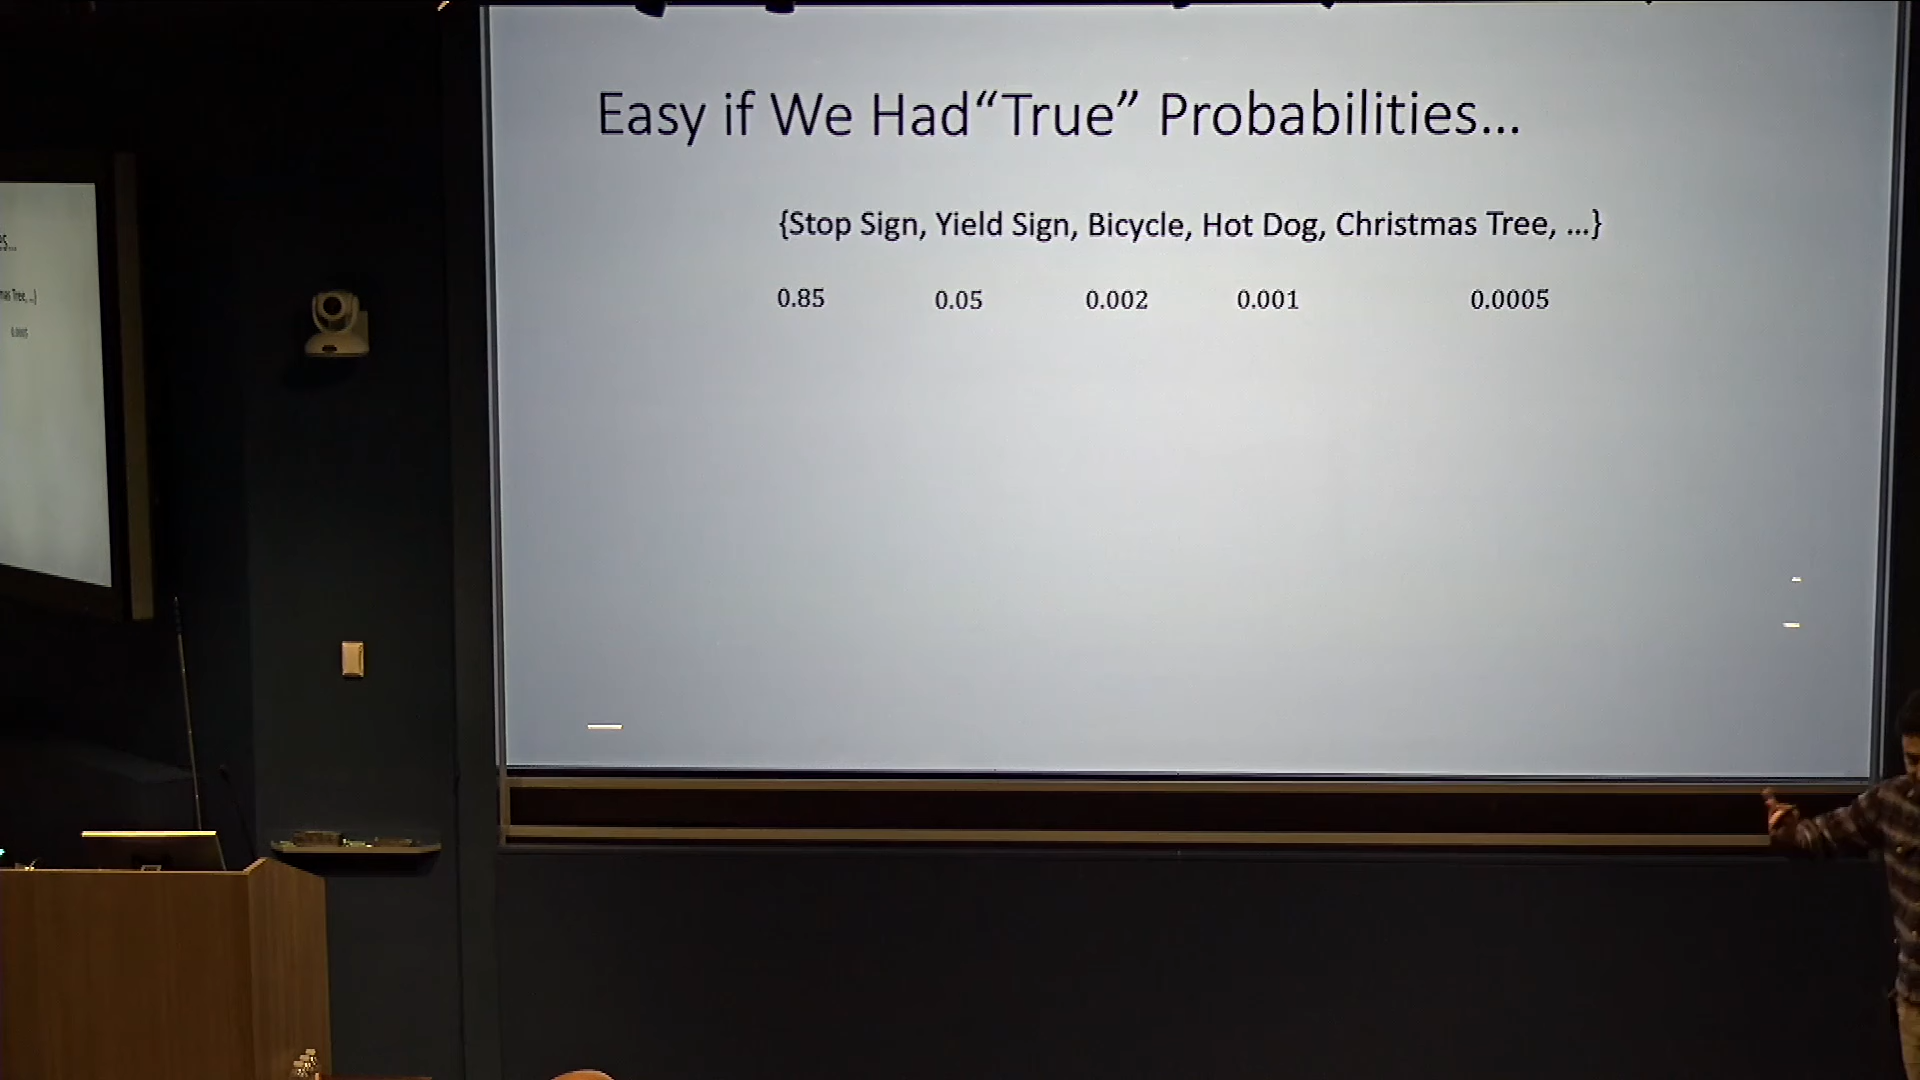 Easy if We Had“True” Probabilities...
{Stop Sign, Yield Sign, Bicycle, Hot Dog, Christmas Tree, ...}
0.85 0.05 0.002 0.001 0.0005